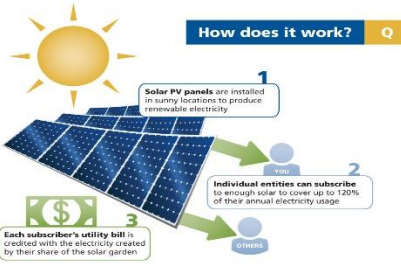 How does it work? Q
1
Solar PV panels are installed
in sunny locations to produce
renewable electricity
YOU
2
Individual entities can subscribe
to enough solar to cover up to 120%
of their annual electricity usage
$
3
Each subscriber's utility bill is
credited with the electricity created
by their share of the solar garden
OTHERS